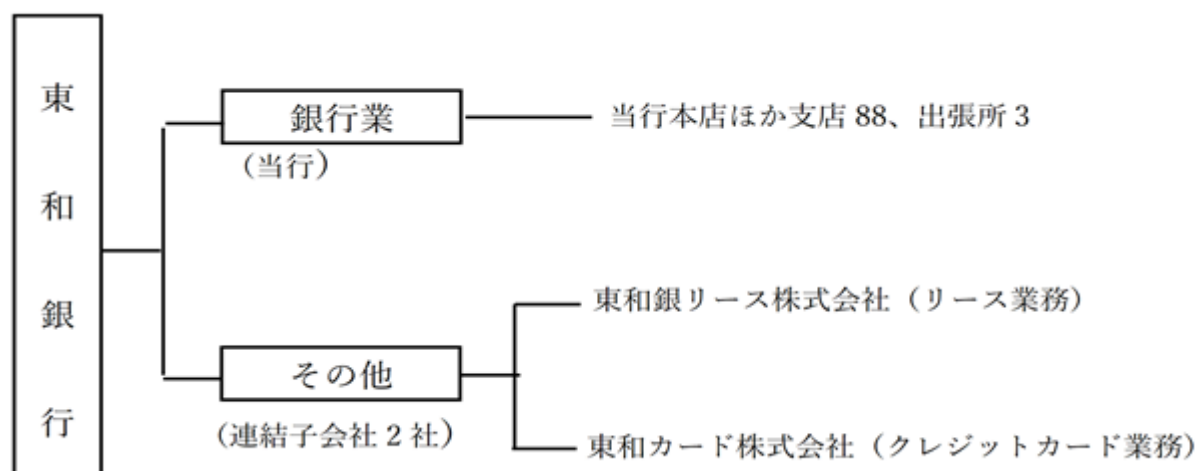 東和銀行
銀行業
(当行)
当行本店ほか支店 88、出張所 3
その他
(連結子会社 2 社)
東和銀リース株式会社（リース業務）
東和カード株式会社（クレジットカード業務）